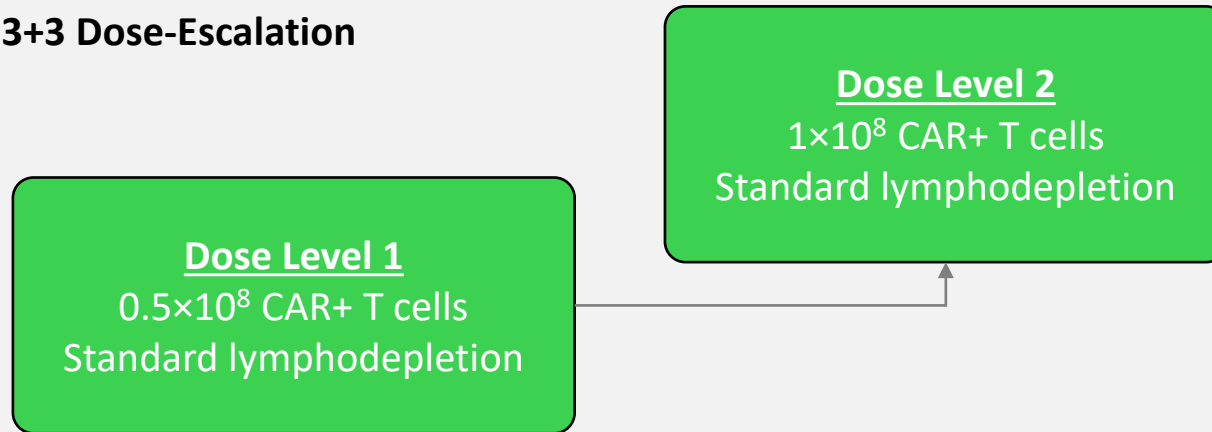 3+3 Dose-Escalation
Dose Level 1
0.5×10⁸ CAR+ T cells
Standard lymphodepletion
Dose Level 2
1×10⁸ CAR+ T cells
Standard lymphodepletion